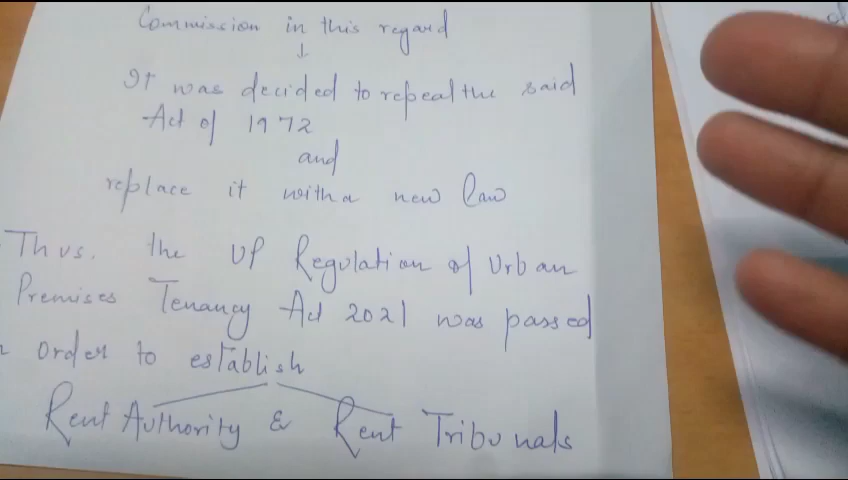 Commission in this regard
↓
It was decided to repeal the said
Act of 1972
and
replace it with a new law
Thus, the UP Regulation of Urban
Premises Tenancy Act 2021 was passed
order to establish
Rent Authority & Rent Tribunals